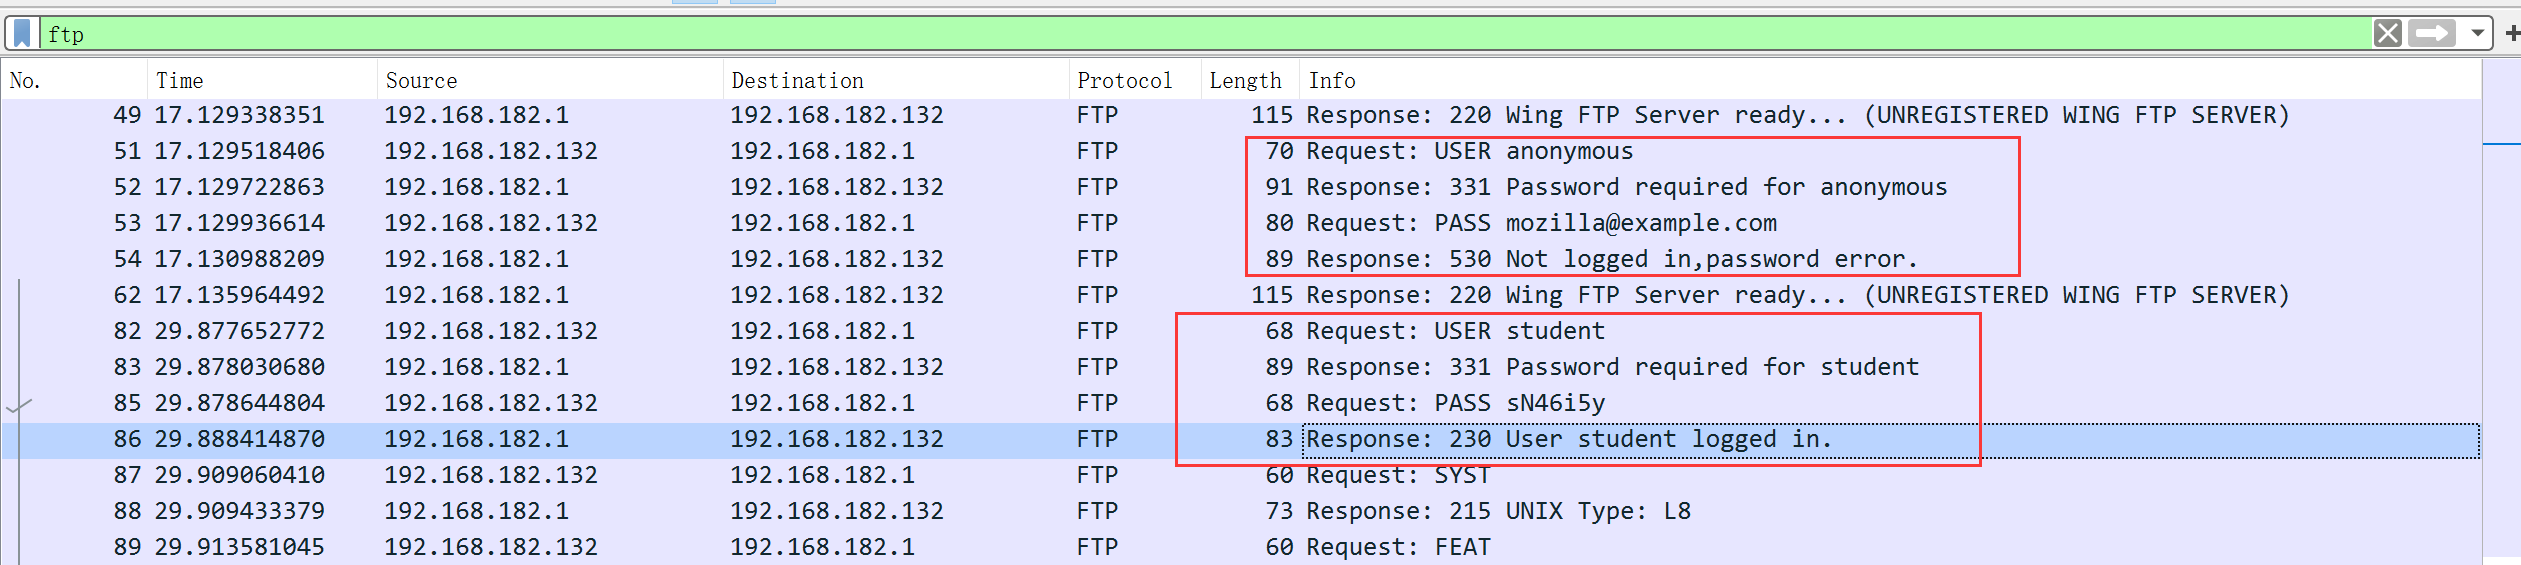 ftp
No. Time Source Destination Protocol Length Info
49 17.129338351 192.168.182.1 192.168.182.132 FTP 115 Response: 220 Wing FTP Server ready... (UNREGISTERED WING FTP SERVER)
51 17.129518406 192.168.182.132 192.168.182.1 FTP 70 Request: USER anonymous
52 17.129722863 192.168.182.1 192.168.182.132 FTP 91 Response: 331 Password required for anonymous
53 17.129936614 192.168.182.132 192.168.182.1 FTP 80 Request: PASS mozilla@example.com
54 17.130988209 192.168.182.1 192.168.182.132 FTP 89 Response: 530 Not logged in,password error.
62 17.135964492 192.168.182.1 192.168.182.132 FTP 115 Response: 220 Wing FTP Server ready... (UNREGISTERED WING FTP SERVER)
82 29.877652772 192.168.182.132 192.168.182.1 FTP 68 Request: USER student
83 29.878030680 192.168.182.1 192.168.182.132 FTP 89 Response: 331 Password required for student
85 29.878644804 192.168.182.132 192.168.182.1 FTP 68 Request: PASS sN46i5y
86 29.888414870 192.168.182.1 192.168.182.132 FTP 83 Response: 230 User student logged in.
87 29.909060410 192.168.182.132 192.168.182.1 FTP 60 Request: SYST
88 29.909433379 192.168.182.1 192.168.182.132 FTP 73 Response: 215 UNIX Type: L8
89 29.913581045 192.168.182.132 192.168.182.1 FTP 60 Request: FEAT